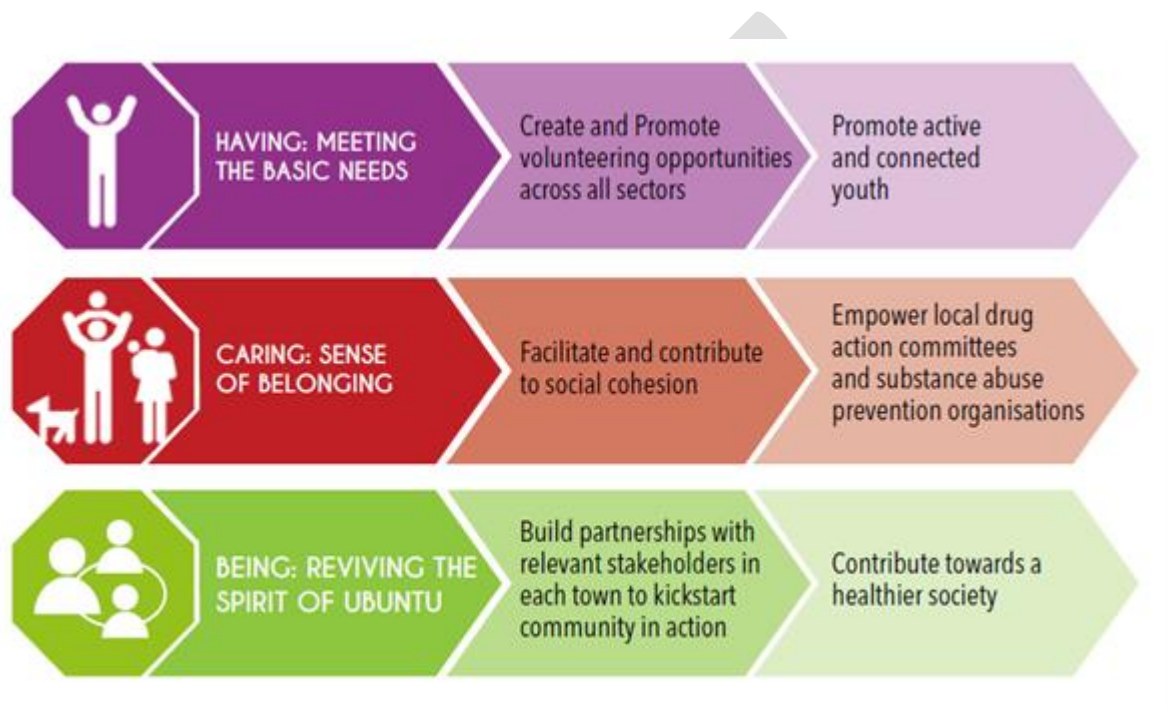 HAVING: MEETING
THE BASIC NEEDS
Create and Promote
volunteering opportunities
across all sectors
Promote active
and connected
youth
CARING: SENSE
OF BELONGING
Facilitate and contribute
to social cohesion
Empower local drug
action committees
and substance abuse
prevention organisations
BEING: REVIVING THE
SPIRIT OF UBUNTU
Build partnerships with
relevant stakeholders in
each town to kickstart
community in action
Contribute towards a
healthier society